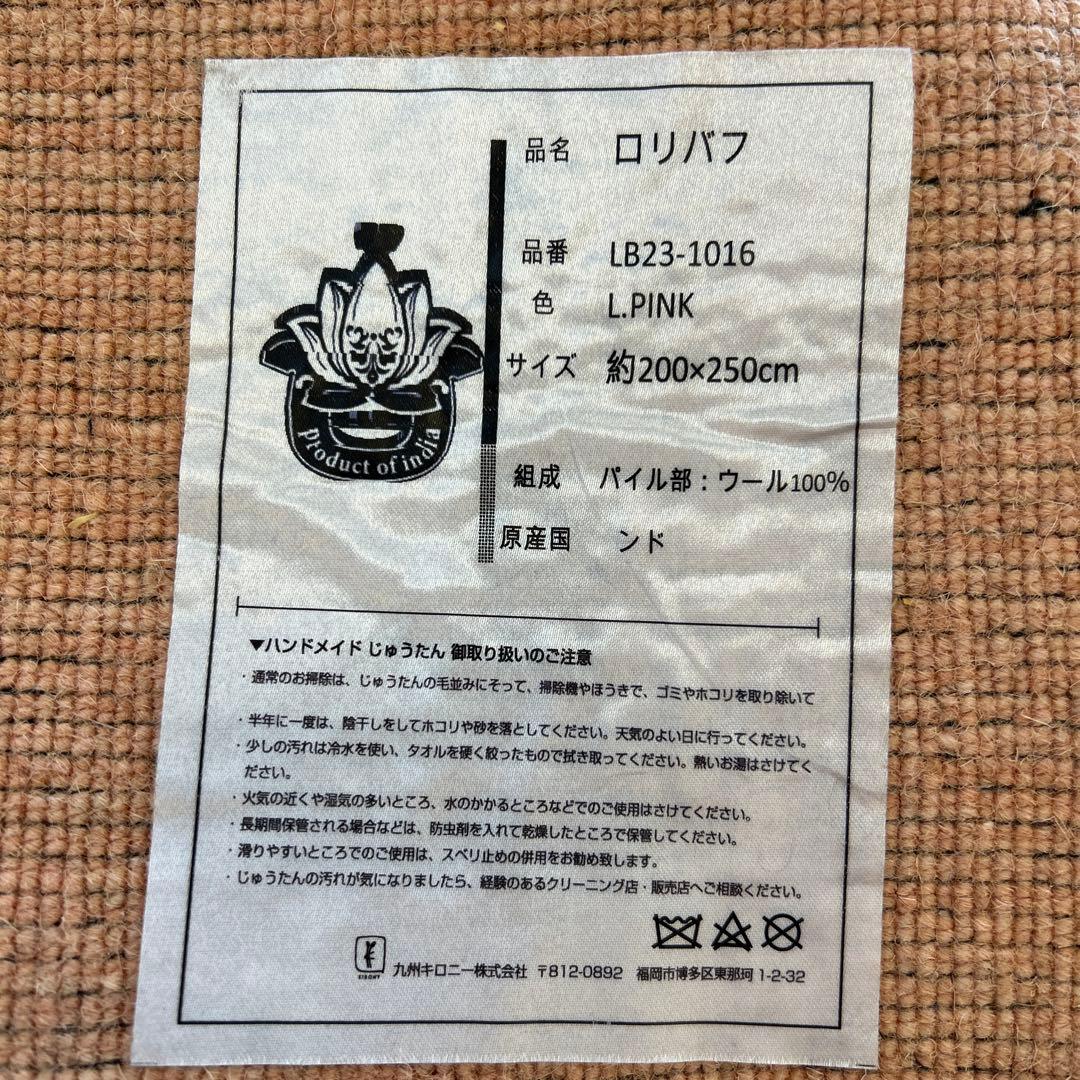 品名 ロリバフ
品番 LB23-1016
色 L.PINK
サイズ 約200×250cm
組成 パイル部：ウール100%
原産国 ンド
product of india
▼ハンドメイド じゅうたん 御取り扱いのご注意
・通常のお掃除は、じゅうたんの毛並みにそって、掃除機やほうきで、ゴミやホコリを取り除いて
・半年に一度は、陰干しをしてホコリや砂を落としてください。天気のよい日に行ってください。
・少しの汚れは冷水を使い、タオルを硬く絞ったもので拭き取ってください。熱いお湯はさけてく
ださい。
・火気の近くや湿気の多いところ、水のかかるところなどでのご使用はさけてください。
・長期間保管される場合などは、防虫剤を入れて乾燥したところで保管してください。
・滑りやすいところでのご使用は、スベリ止めの併用をお勧め致します。
・じゅうたんの汚れが気になりましたら、経験のあるクリーニング店・販売店へご相談ください。
九州キロニー株式会社 〒812-0892 福岡市博多区東那珂 1-2-32